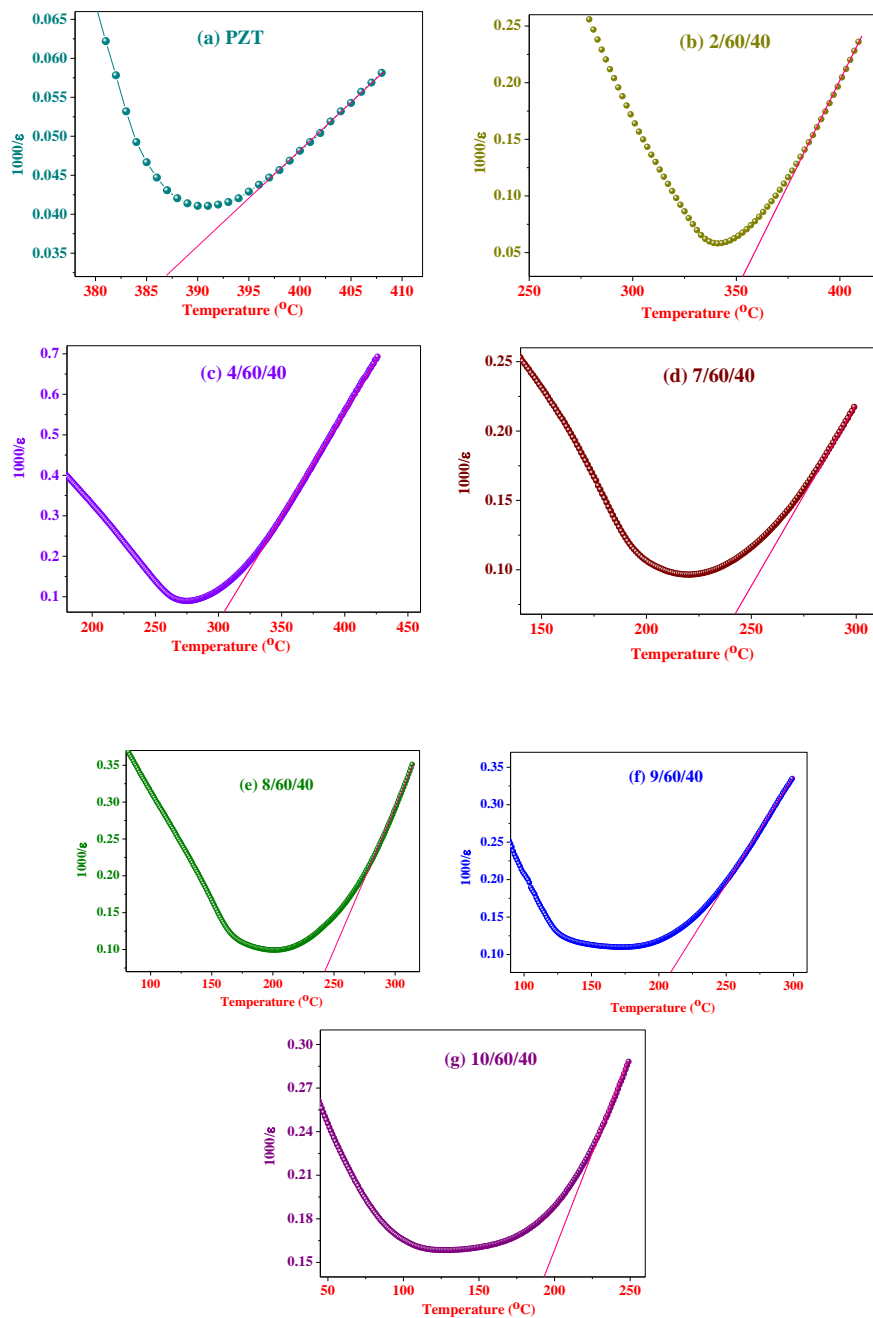 (a) PZT
0.065
0.060
0.055
0.050
0.045
0.040
0.035
1000/ε
380 385 390 395 400 405 410
Temperature (°C)
(b) 2/60/40
0.25
0.20
0.15
0.10
0.05
1000/ε
250 300 350 400
Temperature (°C)
(c) 4/60/40
0.7
0.6
0.5
0.4
0.3
0.2
0.1
1000/ε
200 250 300 350 400 450
Temperature (°C)
(d) 7/60/40
0.25
0.20
0.15
0.10
1000/ε
150 200 250 300
Temperature (°C)
(e) 8/60/40
0.35
0.30
0.25
0.20
0.15
0.10
1000/ε
100 150 200 250 300
Temperature (°C)
(f) 9/60/40
0.35
0.30
0.25
0.20
0.15
0.10
1000/ε
100 150 200 250 300
Temperature (°C)
(g) 10/60/40
0.30
0.27
0.24
0.21
0.18
0.15
1000/ε
50 100 150 200 250
Temperature (°C)